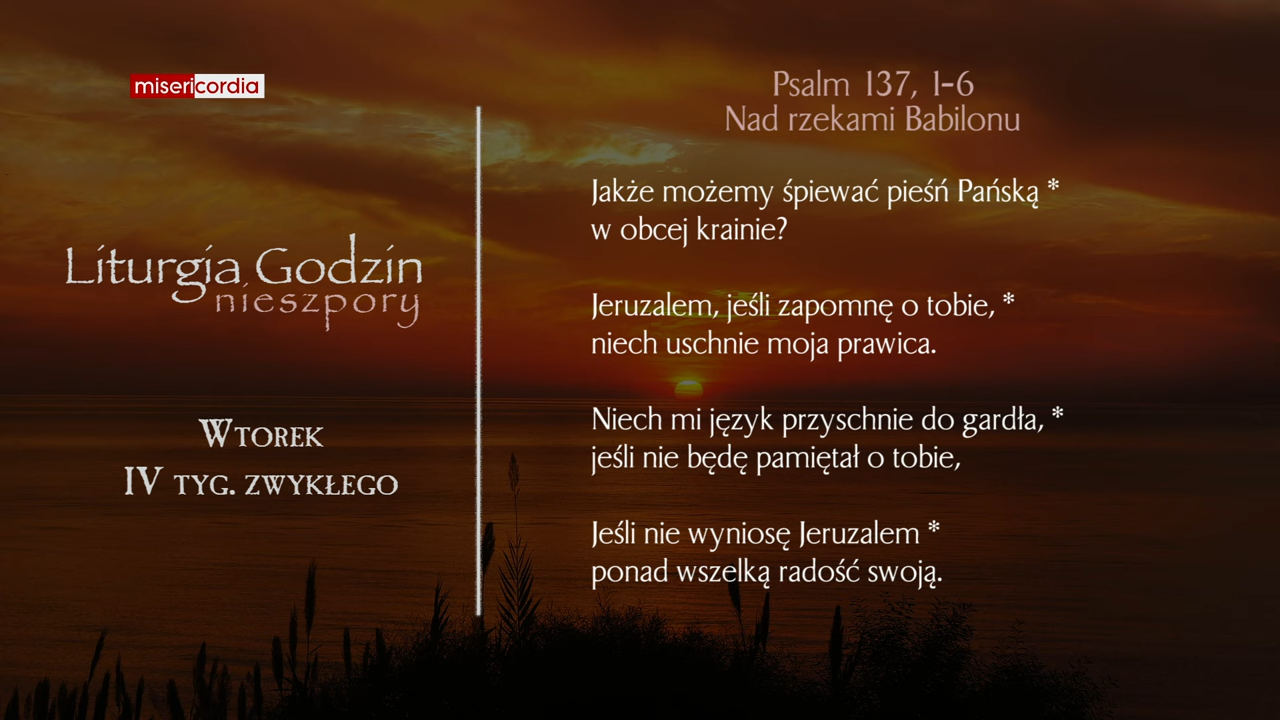 misericordia
Liturgia Godzin
nieszpory
Wtorek
IV tyg. zwykłego
Psalm 137, 1-6
Nad rzekami Babilonu
Jakże możemy śpiewać pieśń Pańską *
w obcej krainie?
Jeruzalem, jeśli zapomnę o tobie, *
niech uschnie moja prawica.
Niech mi język przyschnie do gardła, *
jeśli nie będę pamiętał o tobie,
Jeśli nie wyniosę Jeruzalem *
ponad wszelką radość swoją.